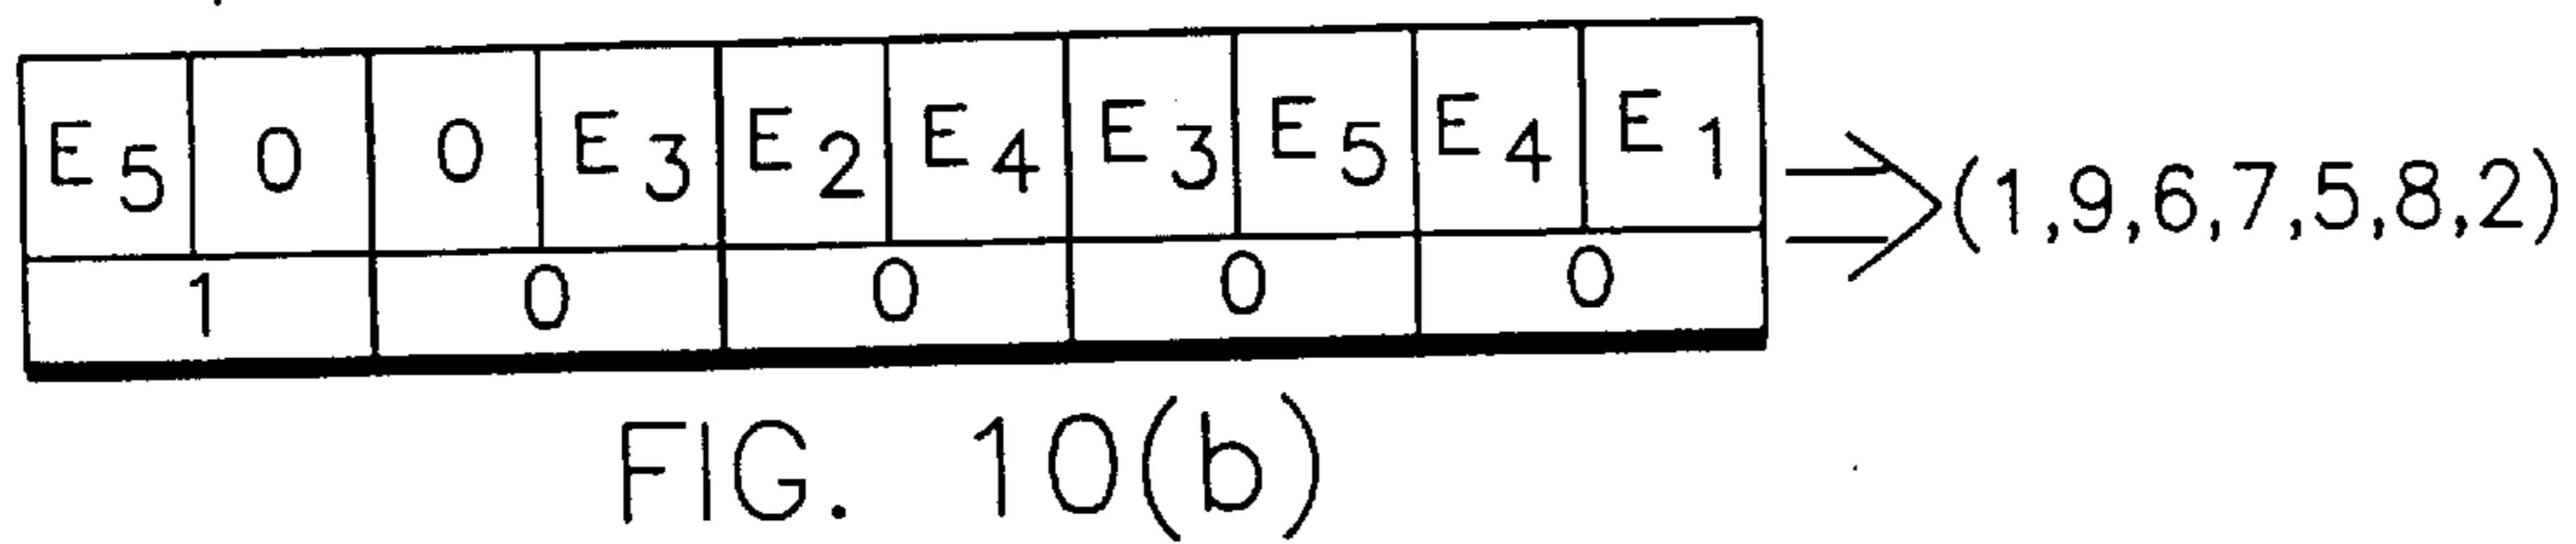 E5 0 0 E3 E2 E4 E3 E5 E4 E1 (1,9,6,7,5,8,2)
1 0 0 0 0
FIG. 10(b)